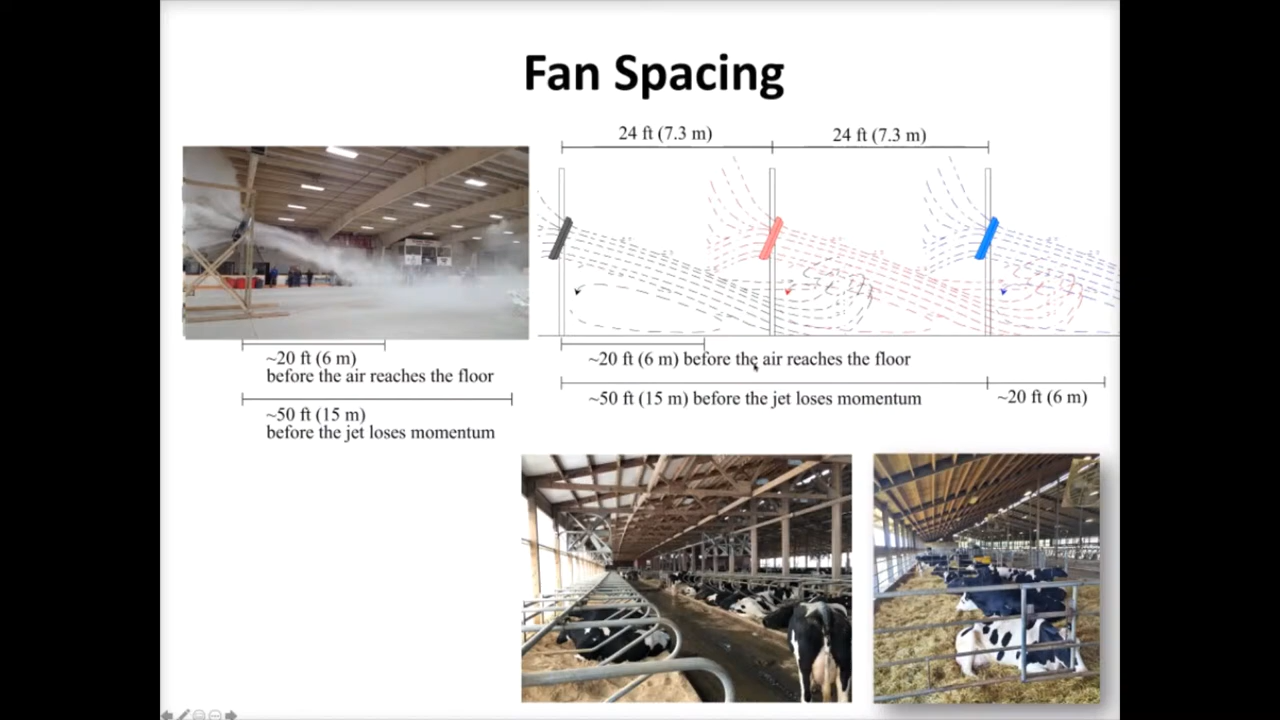 Fan Spacing
24 ft (7.3 m)
24 ft (7.3 m)
~20 ft (6 m)
before the air reaches the floor
~50 ft (15 m)
before the jet loses momentum
~20 ft (6 m) before the air reaches the floor
~50 ft (15 m) before the jet loses momentum
~20 ft (6 m)